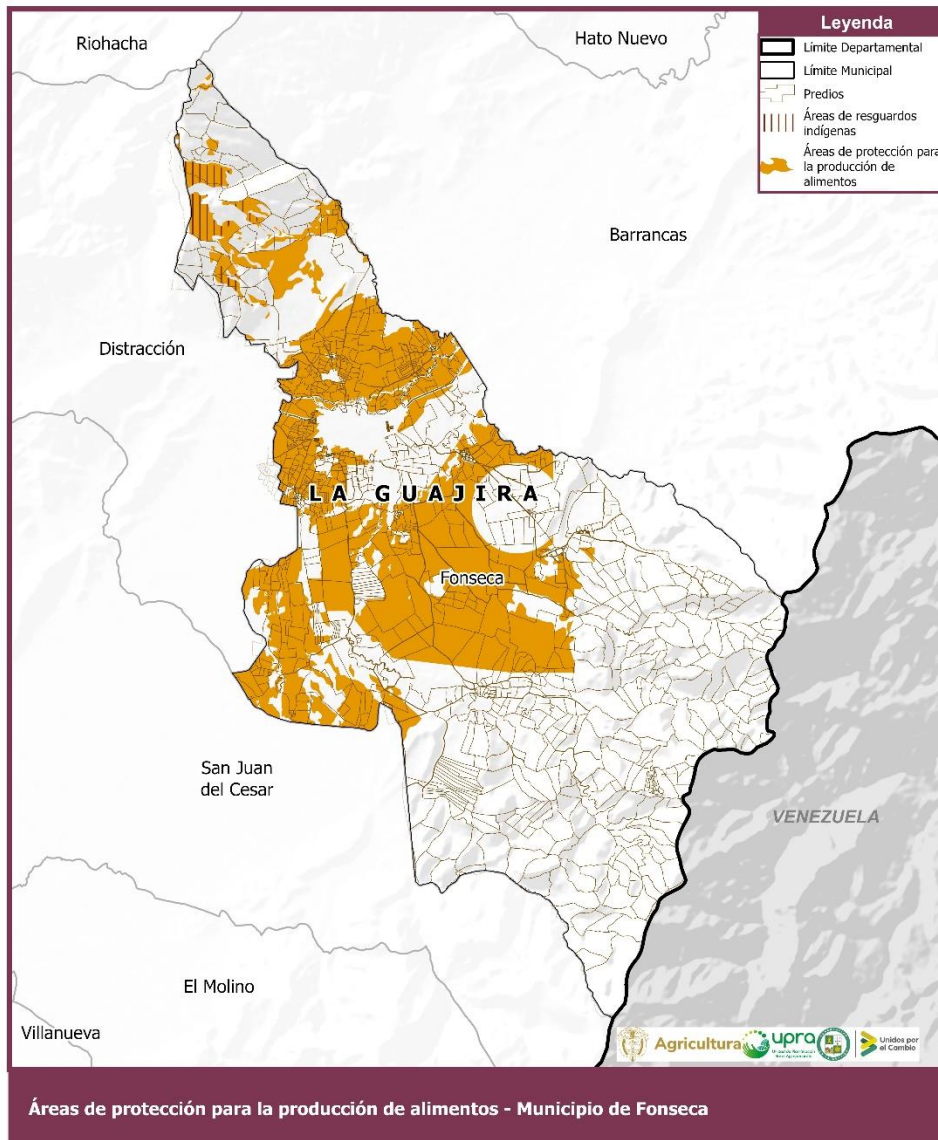 Riohacha
Hato Nuevo
Leyenda
Límite Departamental
Límite Municipal
Predios
Áreas de resguardos
indígenas
Áreas de protección para
la producción de
alimentos
Barrancas
Distracción
LA GUAJIRA
Fonseca
San Juan
del Cesar
VENEZUELA
El Molino
Villanueva
Agricultura
upra
Unidos por
el Cambio
Áreas de protección para la producción de alimentos - Municipio de Fonseca